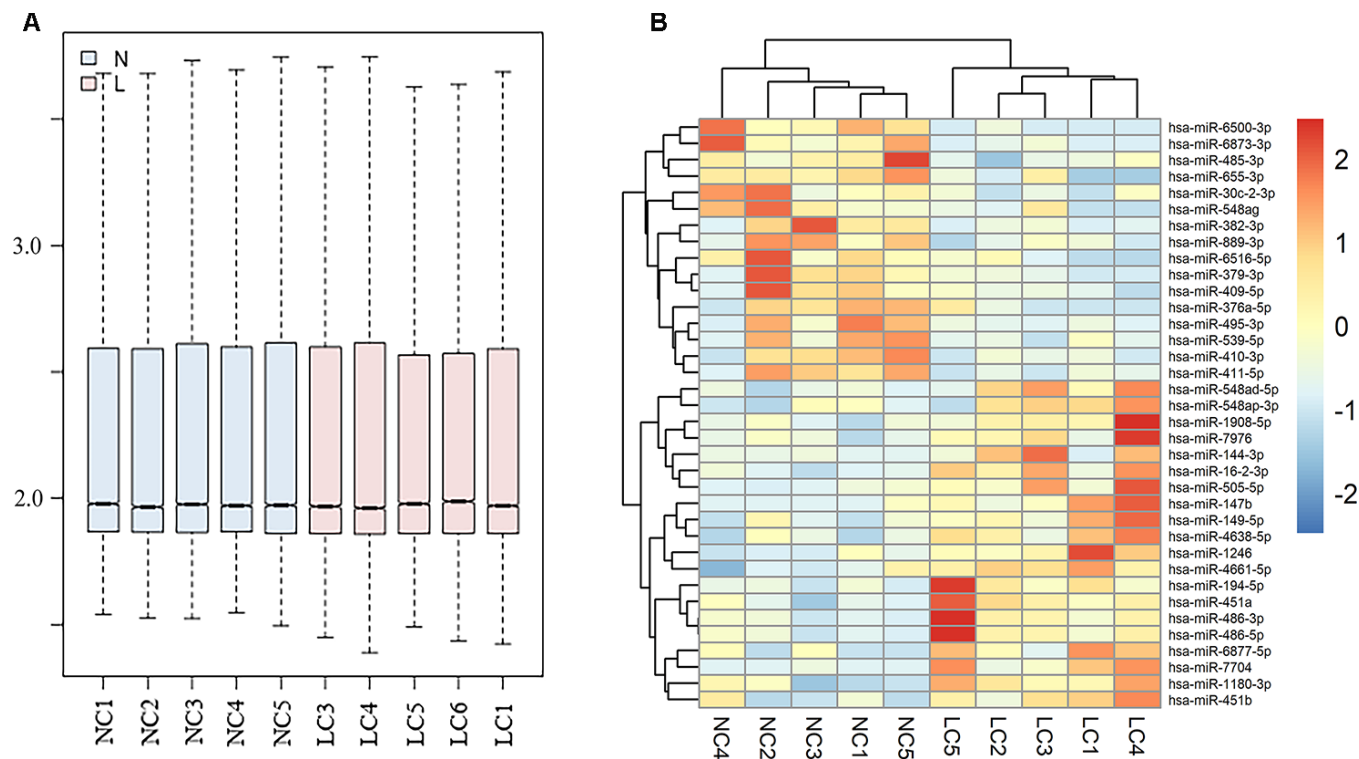 A
N
L
3.0
2.0
NC1 NC2 NC3 NC4 NC5 LC3 LC4 LC5 LC6 LC1
B
hsa-miR-6500-3p
hsa-miR-6873-3p
hsa-miR-485-3p
hsa-miR-655-3p
hsa-miR-30c-2-3p
hsa-miR-548ag
hsa-miR-382-3p
hsa-miR-889-3p
hsa-miR-6516-5p
hsa-miR-379-3p
hsa-miR-409-5p
hsa-miR-376a-5p
hsa-miR-495-3p
hsa-miR-539-5p
hsa-miR-410-3p
hsa-miR-411-5p
hsa-miR-548ad-5p
hsa-miR-548ap-3p
hsa-miR-1908-5p
hsa-miR-7976
hsa-miR-144-3p
hsa-miR-16-2-3p
hsa-miR-505-5p
hsa-miR-147b
hsa-miR-149-5p
hsa-miR-4638-5p
hsa-miR-1246
hsa-miR-4661-5p
hsa-miR-194-5p
hsa-miR-451a
hsa-miR-486-3p
hsa-miR-486-5p
hsa-miR-6877-5p
hsa-miR-7704
hsa-miR-1180-3p
hsa-miR-451b
NC4 NC2 NC3 NC1 NC5 LC5 LC2 LC3 LC1 LC4
2
1
0
-1
-2